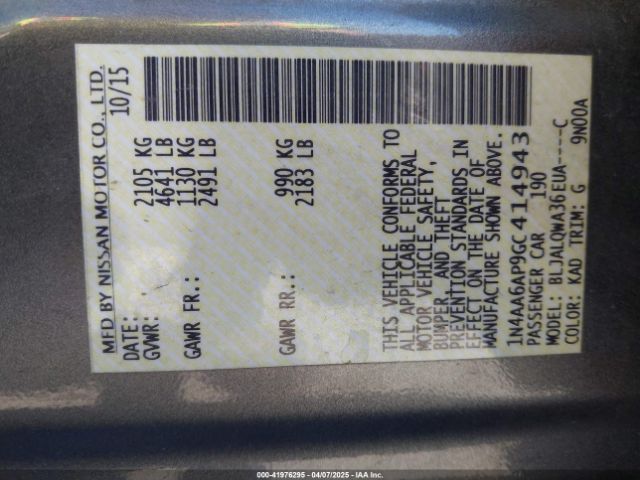 MFD BY NISSAN MOTOR CO., LTD.
DATE: 10/15
GVWR: 2105 KG
4641 LB
GAWR FR.: 1130 KG
2491 LB
GAWR RR.: 990 KG
2183 LB
THIS VEHICLE CONFORMS TO
ALL APPLICABLE FEDERAL
MOTOR VEHICLE SAFETY,
BUMPER, AND THEFT
PREVENTION STANDARDS IN
EFFECT ON THE DATE OF
MANUFACTURE SHOWN ABOVE.
1N4AA6AP9GC414943
PASSENGER CAR 190
MODEL: BLJALQWA36EUA----C
COLOR: KAD TRIM: G 9N00A
000-41976295 - 04/07/2025 - IAA Inc.